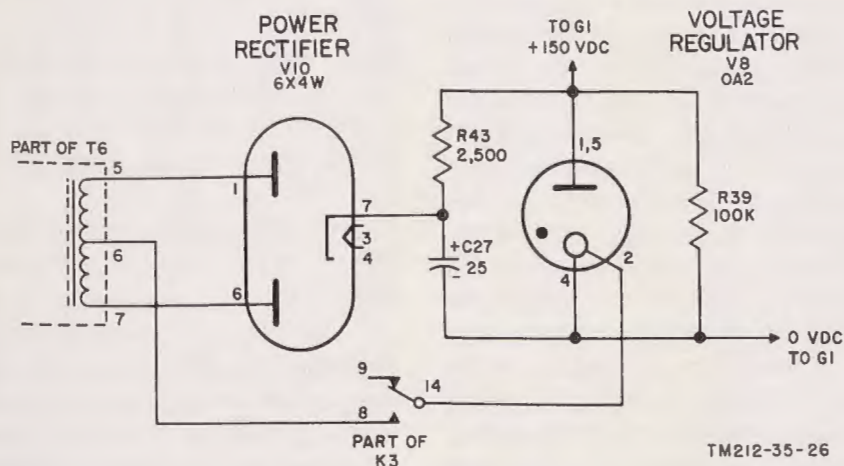 POWER
RECTIFIER
V10
6X4W
TO G1
+150 VDC
VOLTAGE
REGULATOR
V8
OA2
PART OF T6
5
1
R43
2,500
1,5
R39
100K
7
3
4
6
+C27
25
-
2
4
6
7
0 VDC
TO G1
9
14
8
PART OF
K3
TM212-35-26